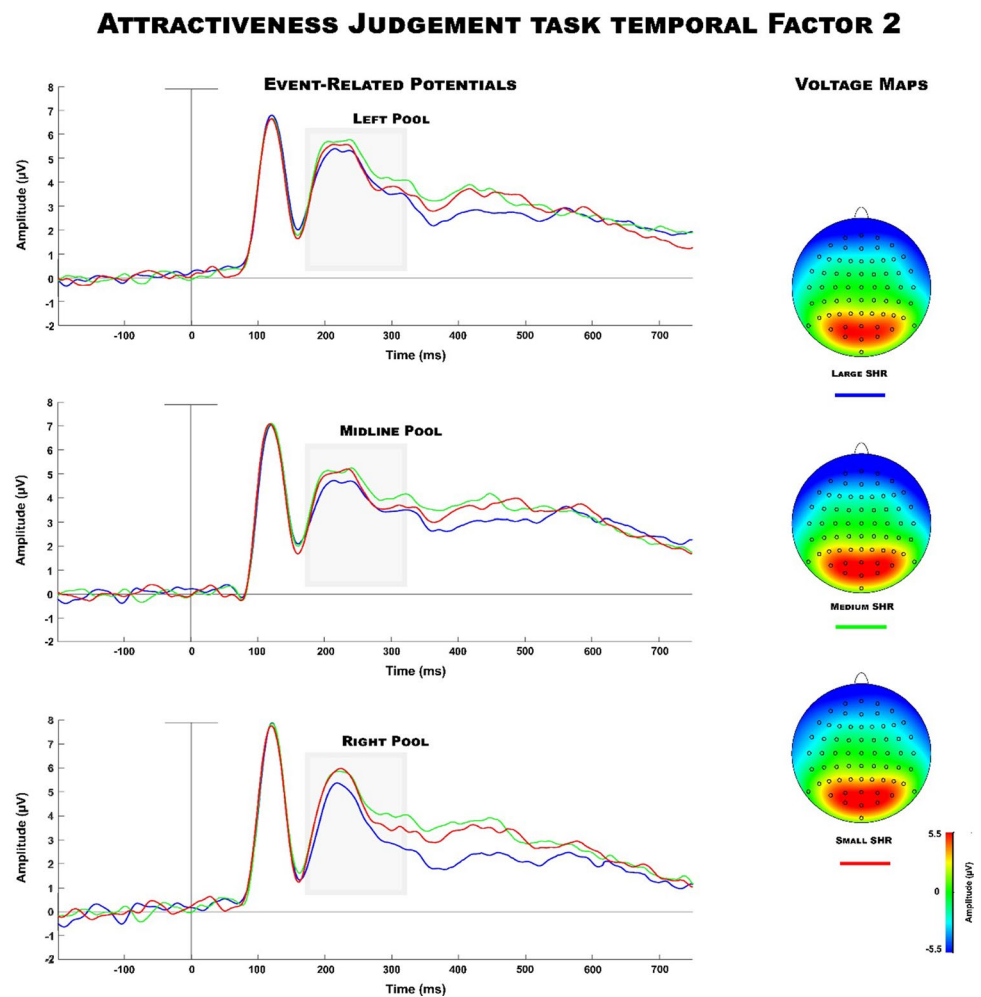 Attractiveness Judgement task temporal Factor 2
Event-Related Potentials
Voltage Maps
Left Pool
8
7
6
5
4
3
2
1
0
-1
-2
Amplitude (µV)
-100 0 100 200 300 400 500 600 700
Time (ms)
Large SHR
Midline Pool
8
7
6
5
4
3
2
1
0
-1
-2
Amplitude (µV)
-100 0 100 200 300 400 500 600 700
Time (ms)
Medium SHR
Right Pool
8
7
6
5
4
3
2
1
0
-1
-2
Amplitude (µV)
-100 0 100 200 300 400 500 600 700
Time (ms)
Small SHR
5.5
0
-5.5
Amplitude (µV)